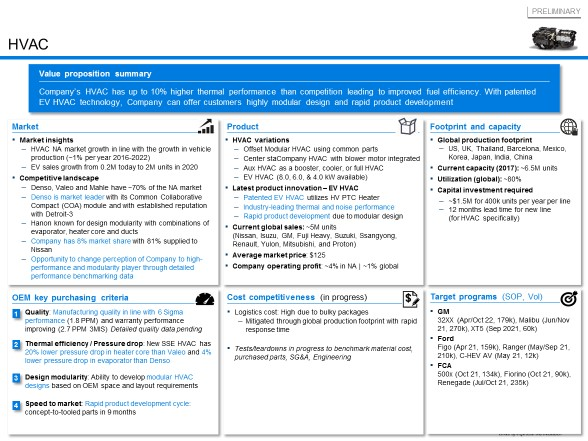 PRELIMINARY
HVAC
Value proposition summary
Company's HVAC has up to 10% higher thermal performance than competition leading to improved fuel efficiency. With patented
EV HVAC technology, Company can offer customers highly modular design and rapid product development
Market
Market insights
– HVAC NA market growth in line with the growth in vehicle
production (~1% per year 2016-2022)
– EV sales growth from 0.2M today to 2M units in 2020
Competitive landscape
– Denso, Valeo and Mahle have ~70% of the NA market
– Denso is market leader with its Common Collaborative
Compact (COA) module and with established reputation
with Detroit-3
– Hanon known for design modularity with combinations of
evaporator, heater core and ducts
– Company has 8% market share with 81% supplied to
Nissan
– Opportunity to change perception of Company to high-
performance and modularity player through detailed
performance benchmarking data
Product
HVAC variations
– Offset Modular HVAC using common parts
– Center staCompany HVAC with blower motor integrated
– Aux HVAC as a booster, cooler, or full HVAC
– EV HVAC (8.0, 6.0, & 4.0 kW available)
Latest product innovation – EV HVAC
– Patented EV HVAC utilizes HV PTC Heater
– Industry-leading thermal and noise performance
– Rapid product development due to modular design
Current global sales: ~5M units
(Nissan, Isuzu, GM, Fuji Heavy, Suzuki, Ssangyong,
Renault, Yulon, Mitsubishi, and Proton)
Average market price: $125
Company operating profit: ~4% in NA | ~1% global
Footprint and capacity
Global production footprint
– US, UK, Thailand, Barcelona, Mexico,
Korea, Japan, India, China
Current capacity (2017): ~6.5M units
Utilization (global): ~80%
Capital investment required
– ~$1.5M for 400k units per year per line
– 12 months lead time for new line
(for HVAC specifically)
OEM key purchasing criteria
1 Quality: Manufacturing quality in line with 6 Sigma
performance (1.8 PPM) and warranty performance
improving (2.7 PPM 3MIS) Detailed quality data pending
2 Thermal efficiency / Pressure drop: New SSE HVAC has
20% lower pressure drop in heater core than Valeo and 4%
lower pressure drop in evaporator than Denso
3 Design modularity: Ability to develop modular HVAC
designs based on OEM space and layout requirements
4 Speed to market: Rapid product development cycle:
concept-to-tooled parts in 9 months
Cost competitiveness (in progress)
Logistics cost: High due to bulky packages
– Mitigated through global production footprint with rapid
response time
Tests/teardowns in progress to benchmark material cost,
purchased parts, SG&A, Engineering
Target programs (SOP, Vol)
GM
32XX (Apr/Oct 22, 179k), Malibu (Jun/Nov
21, 270k), XT5 (Sep 2021, 60k)
Ford
Figo (Apr 21, 159k), Ranger (May/Sep 21,
210k), C-HEV AV (May 21, 12k)
FCA
500x (Oct 21, 134k), Fiorino (Oct 21, 90k),
Renegade (Jul/Oct 21, 235k)